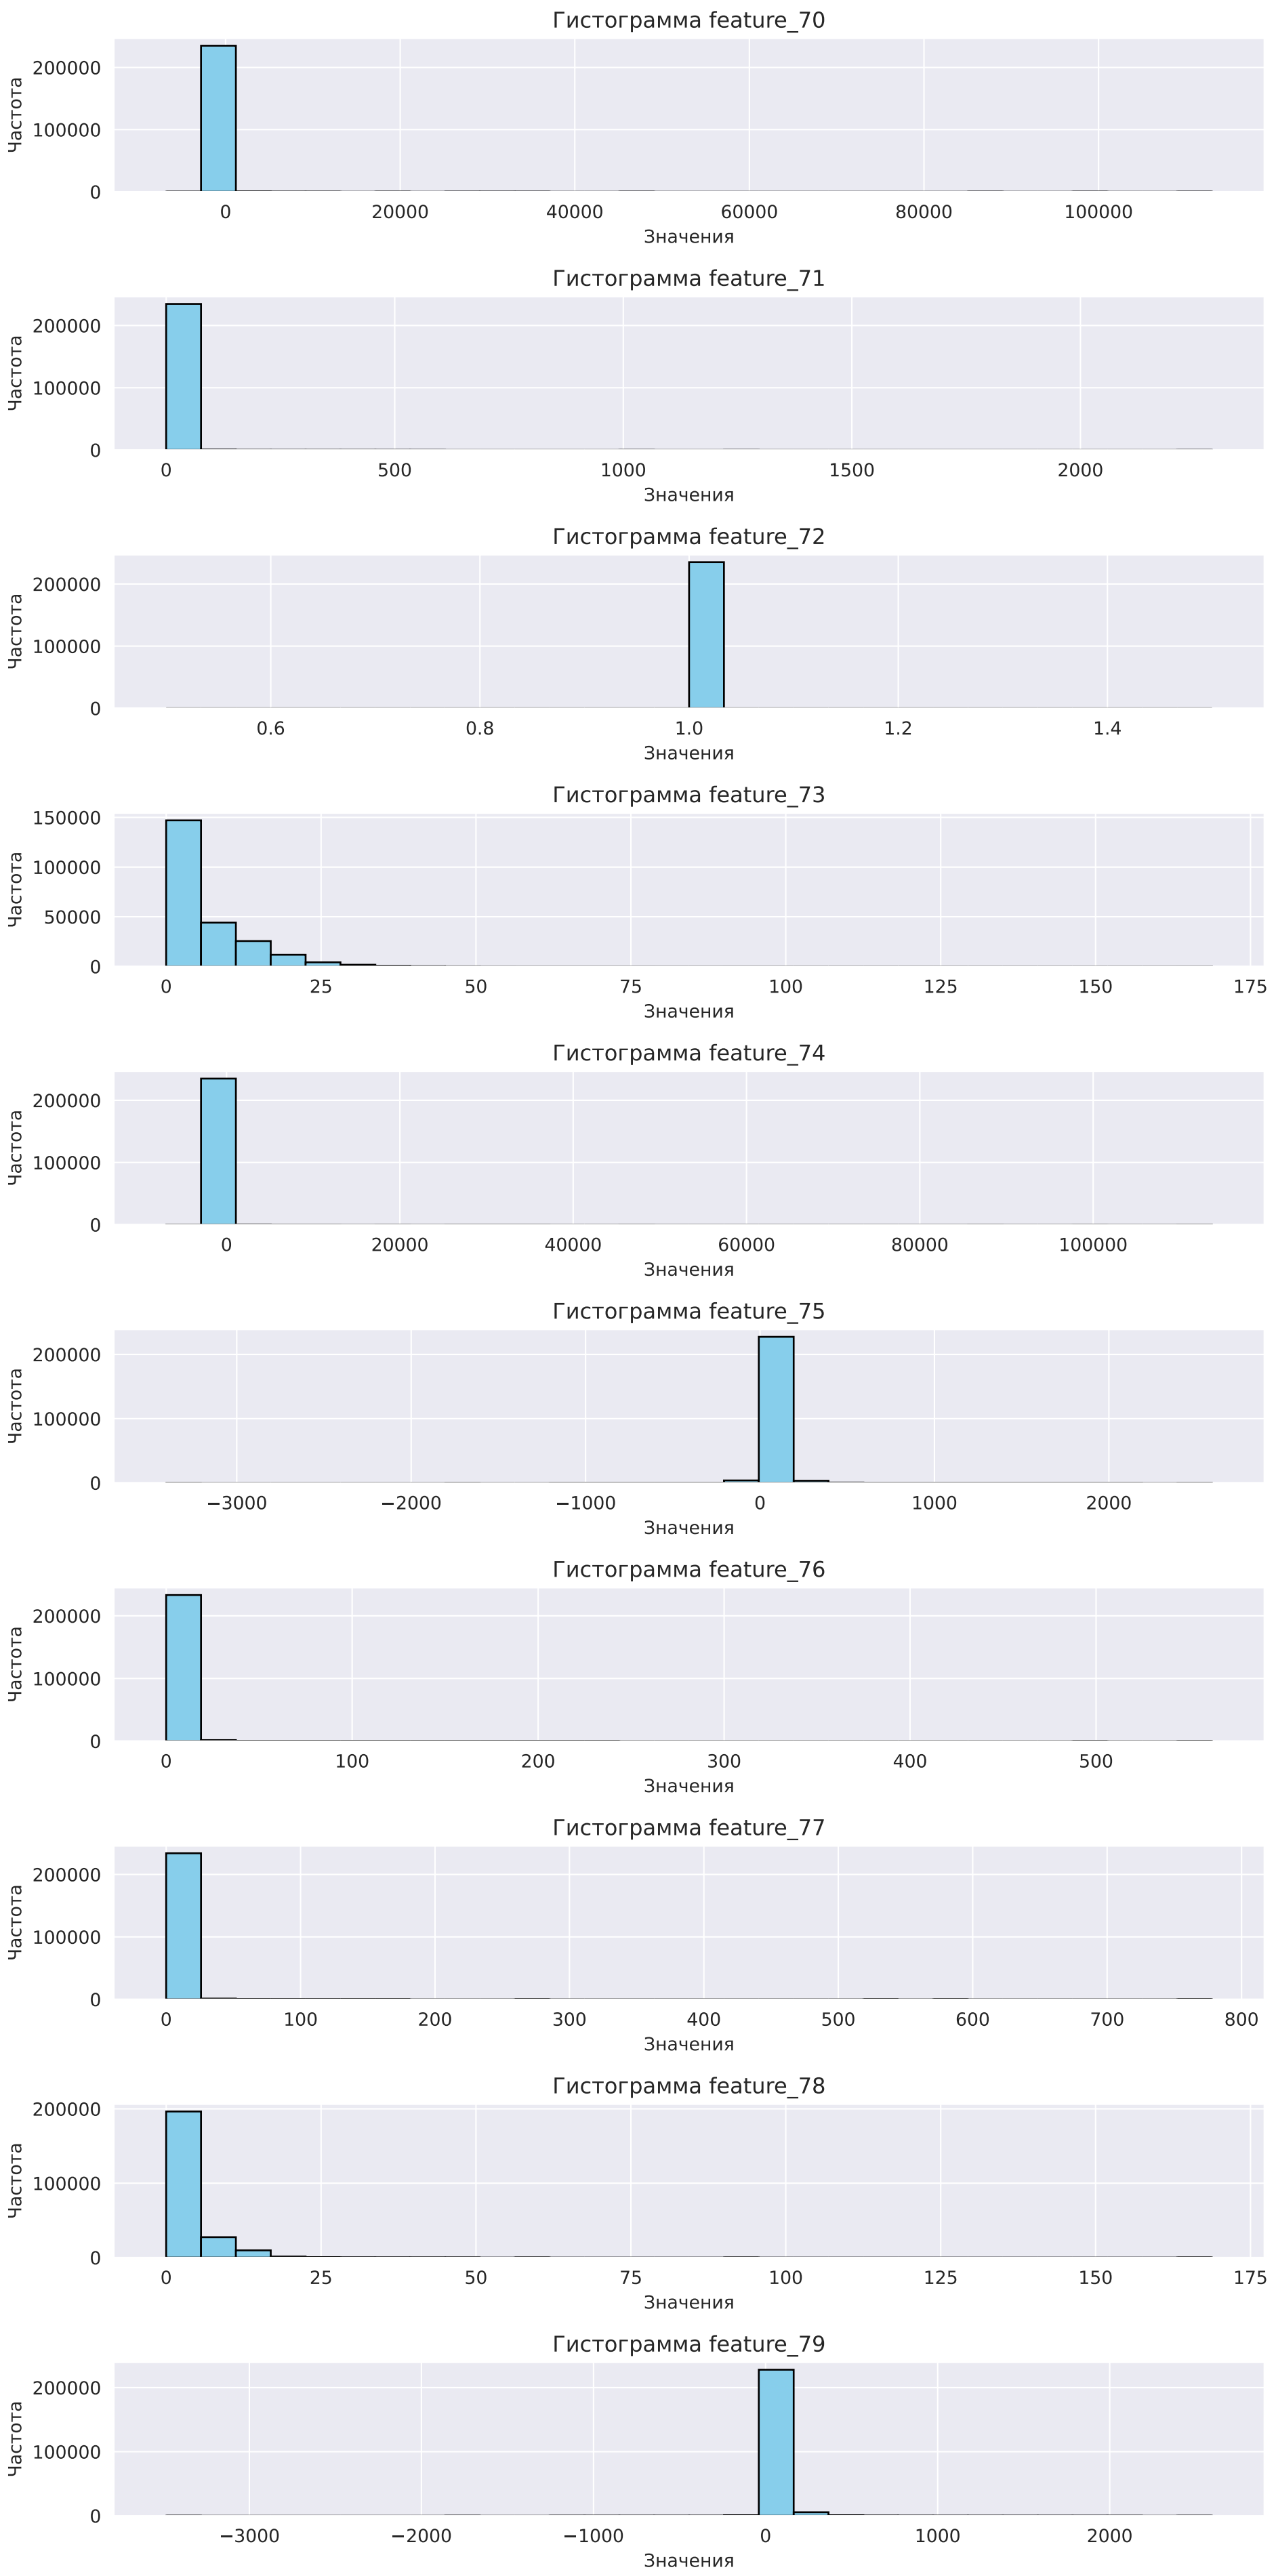 Гистограмма feature_70
200000
100000
0
Частота
0 20000 40000 60000 80000 100000
Значения
Гистограмма feature_71
200000
100000
0
Частота
0 500 1000 1500 2000
Значения
Гистограмма feature_72
200000
100000
0
Частота
0.6 0.8 1.0 1.2 1.4
Значения
Гистограмма feature_73
150000
100000
50000
0
Частота
0 25 50 75 100 125 150 175
Значения
Гистограмма feature_74
200000
100000
0
Частота
0 20000 40000 60000 80000 100000
Значения
Гистограмма feature_75
200000
100000
0
Частота
−3000 −2000 −1000 0 1000 2000
Значения
Гистограмма feature_76
200000
100000
0
Частота
0 100 200 300 400 500
Значения
Гистограмма feature_77
200000
100000
0
Частота
0 100 200 300 400 500 600 700 800
Значения
Гистограмма feature_78
200000
100000
0
Частота
0 25 50 75 100 125 150 175
Значения
Гистограмма feature_79
200000
100000
0
Частота
−3000 −2000 −1000 0 1000 2000
Значения